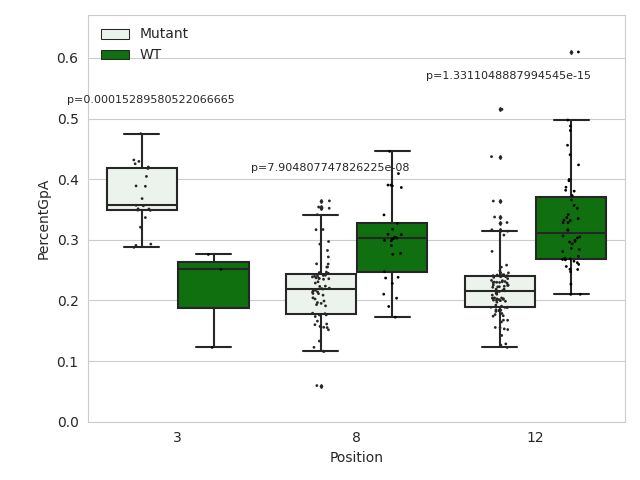 Mutant
WT
p=0.00015289580522066665
p=7.904807747826225e-08
p=1.3311048887994545e-15
PercentGpA
0.6
0.5
0.4
0.3
0.2
0.1
0.0
3 8 12
Position